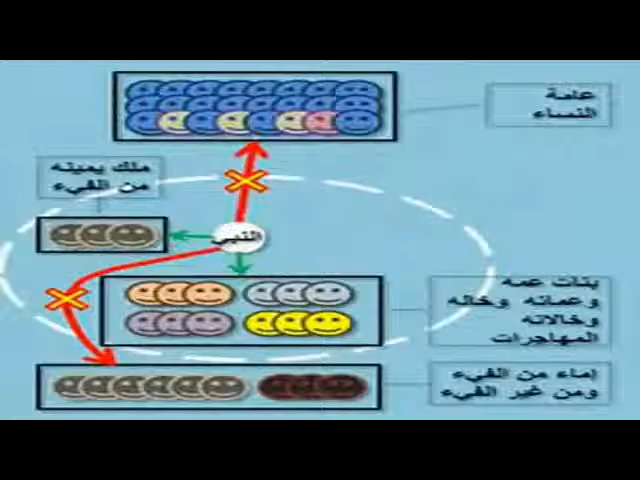 عامة
النساء
ملك يمينه
من الفيء
النبي
بنات عمه
وعماته وخاله
وخالاته
المهاجرات
إماء من الفيء
ومن غير الفيء